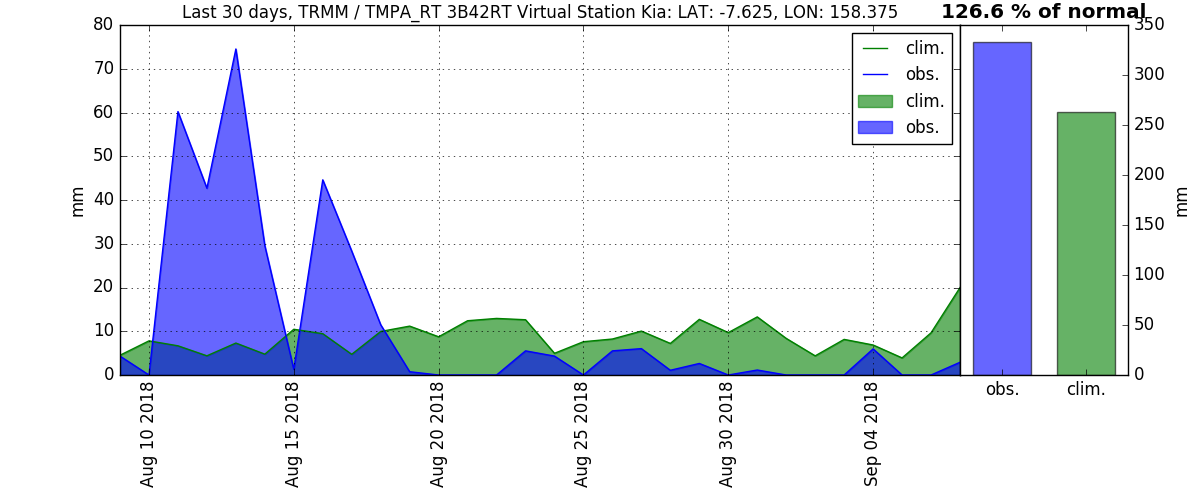 Last 30 days, TRMM / TMPA_RT 3B42RT Virtual Station Kia: LAT: -7.625, LON: 158.375
126.6 % of normal
80
70
60
50
40
30
20
10
0
mm
clim.
obs.
clim.
obs.
Aug 10 2018
Aug 15 2018
Aug 20 2018
Aug 25 2018
Aug 30 2018
Sep 04 2018
350
300
250
200
150
100
50
0
mm
obs.
clim.